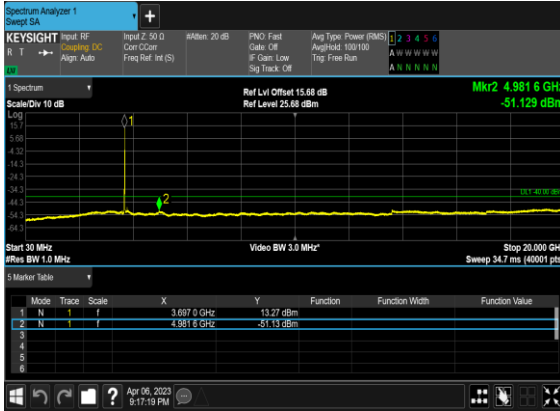 Spectrum Analyzer 1
Swept SA
+
KEYSIGHT Input: RF Input Z: 50 Ω #Atten: 20 dB PNO: Fast Avg Type: Power (RMS) 1 2 3 4 5 6
R T Coupling: DC Corr CCorr Gate: Off Avg|Hold: 100/100 A W W W W W
Align: Auto Freq Ref: Int (S) IF Gain: Low Trig: Free Run
Sig Track: Off A N N N N N
1 Spectrum Ref Lvl Offset 15.68 dB Mkr2 4.981 6 GHz
Scale/Div 10 dB Ref Level 25.68 dBm -51.129 dBm
Log
15.7
5.68
-4.32
-14.3
-24.3
-34.3
-44.3
-54.3
-64.3
1
2
DL1 -40.00 dBm
Start 30 MHz Video BW 3.0 MHz* Stop 20.000 GHz
#Res BW 1.0 MHz Sweep 34.7 ms (40001 pts)
5 Marker Table
Mode Trace Scale X Y Function Function Width Function Value
1 N 1 f 3.697 0 GHz 13.27 dBm
2 N 1 f 4.981 6 GHz -51.13 dBm
3
4
5
6
? Apr 06, 2023
9:17:19 PM